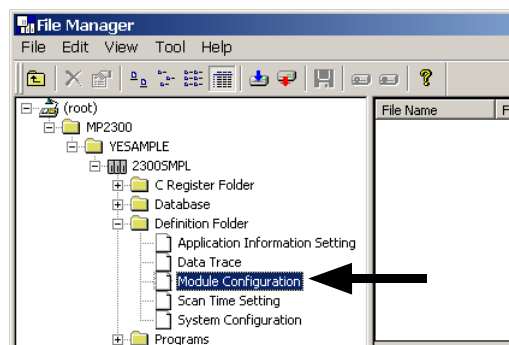 File Manager
File Edit View Tool Help
(root)
File Name F
MP2300
YESAMPLE
2300SMPL
C Register Folder
Database
Definition Folder
Application Information Setting
Data Trace
Module Configuration
Scan Time Setting
System Configuration
Programs